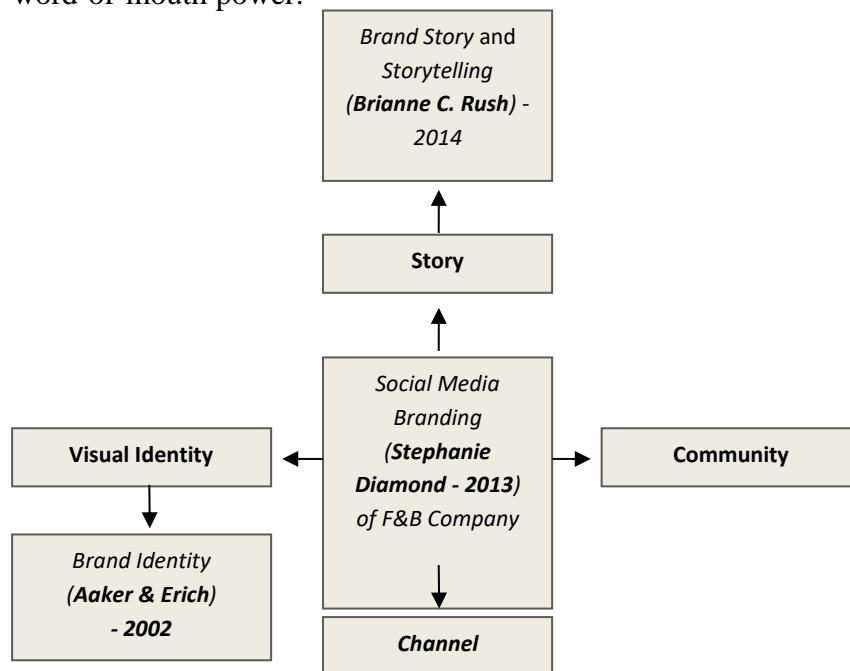 word-of-mouth power.
Brand Story and
Storytelling
(Brianne C. Rush) -
2014
Story
Social Media
Branding
(Stephanie
Diamond - 2013)
of F&B Company
Visual Identity
Community
Brand Identity
(Aaker & Erich)
- 2002
Channel